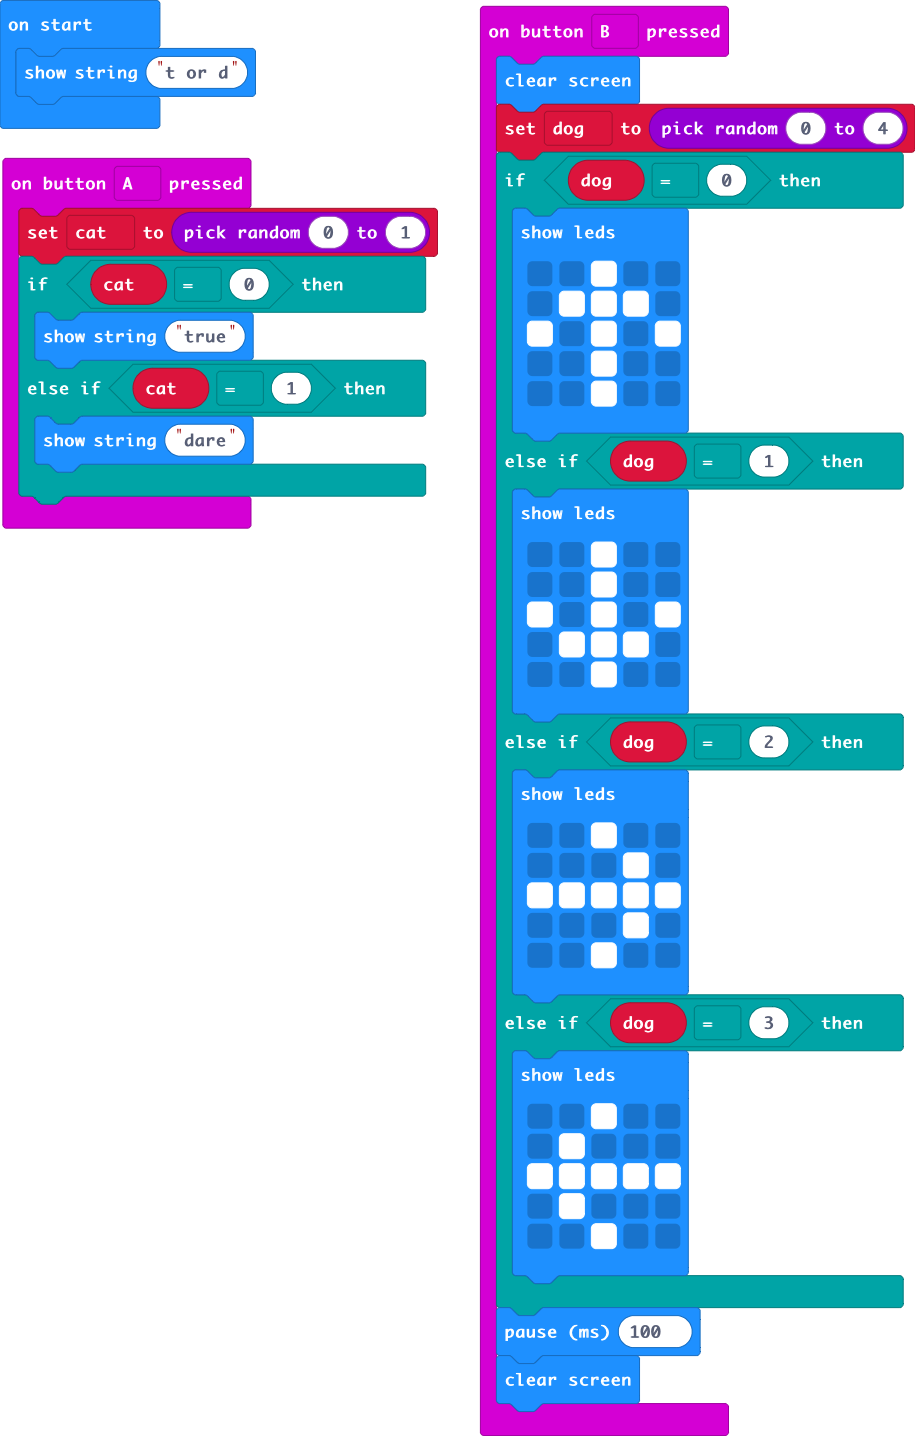 on start
show string "t or d"
on button A pressed
set cat to pick random 0 to 1
if cat = 0 then
show string "true"
else if cat = 1 then
show string "dare"
on button B pressed
clear screen
set dog to pick random 0 to 4
if dog = 0 then
show leds
else if dog = 1 then
show leds
else if dog = 2 then
show leds
else if dog = 3 then
show leds
pause (ms) 100
clear screen